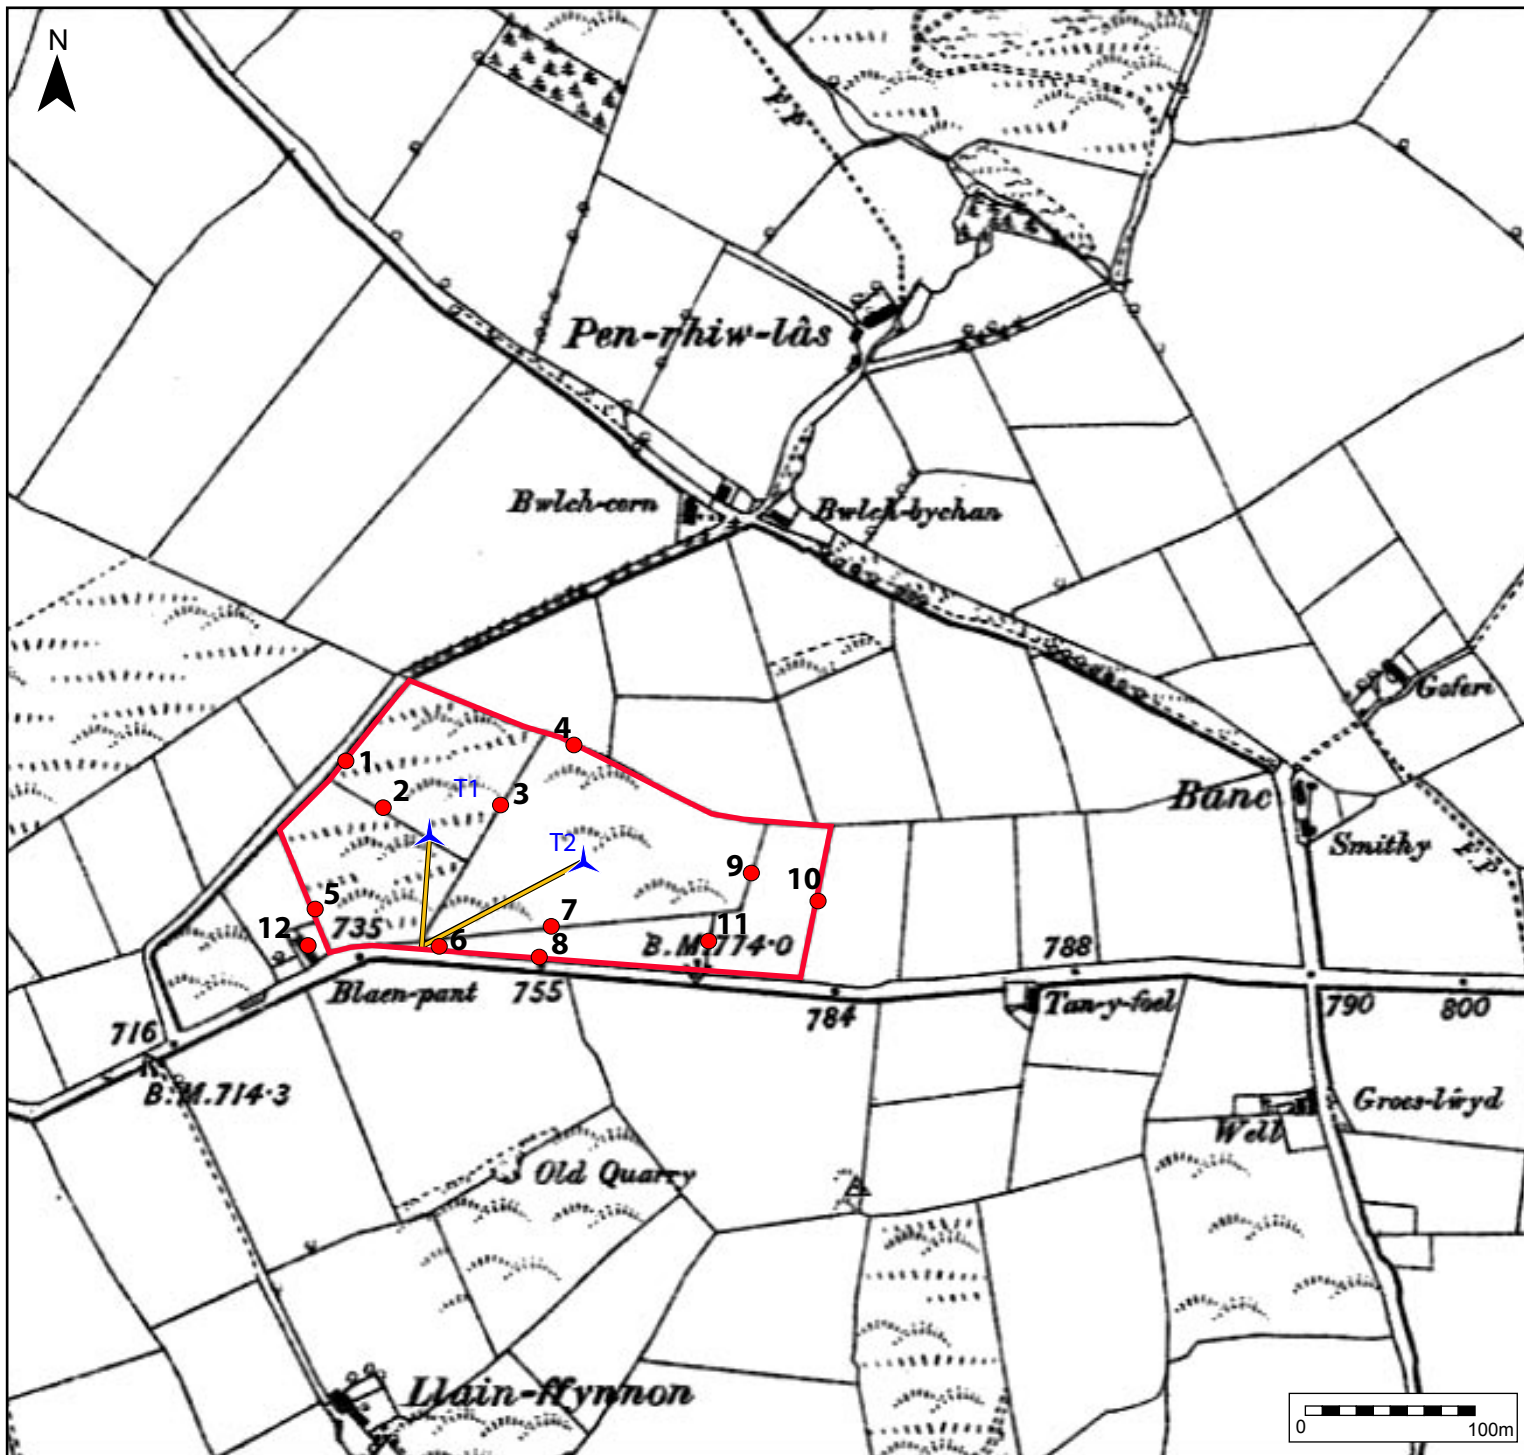 N
F.P.
Pen-rhiw-lâs
Bwlch-corn
Bwlch-bychan
Gofern
4
1
2
T1
3
T2
Banc
Smithy
F.P.
9
10
5
12
735
7
6
8
11
B.M.774·0
788
Blaen-pant
755
784
Tan-y-foel
790
800
716
B.M.714·3
Groes-lŵyd
Well
Old Quarry
Llain-ffynnon
0
100m